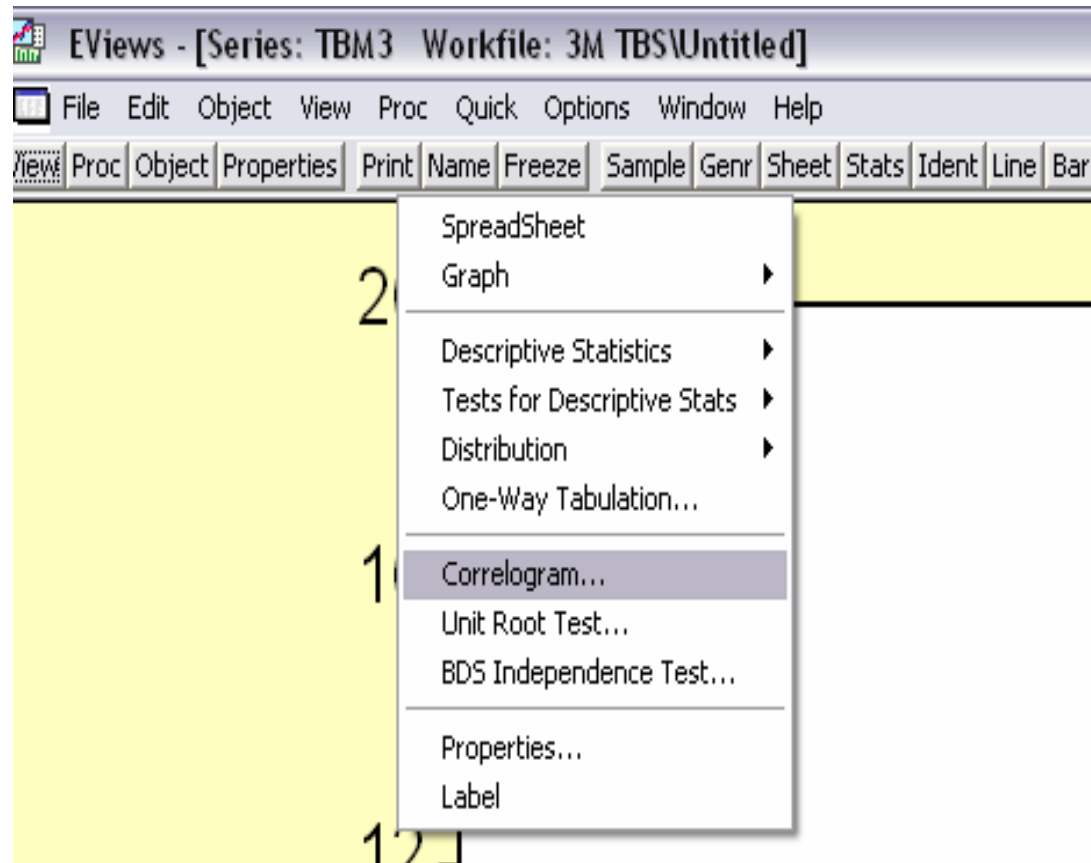 EViews - [Series: TBM3 Workfile: 3M TBS\Untitled]
File Edit Object View Proc Quick Options Window Help
View Proc Object Properties Print Name Freeze Sample Genr Sheet Stats Ident Line Bar
SpreadSheet
Graph
Descriptive Statistics
Tests for Descriptive Stats
Distribution
One-Way Tabulation...
Correlogram...
Unit Root Test...
BDS Independence Test...
Properties...
Label
12